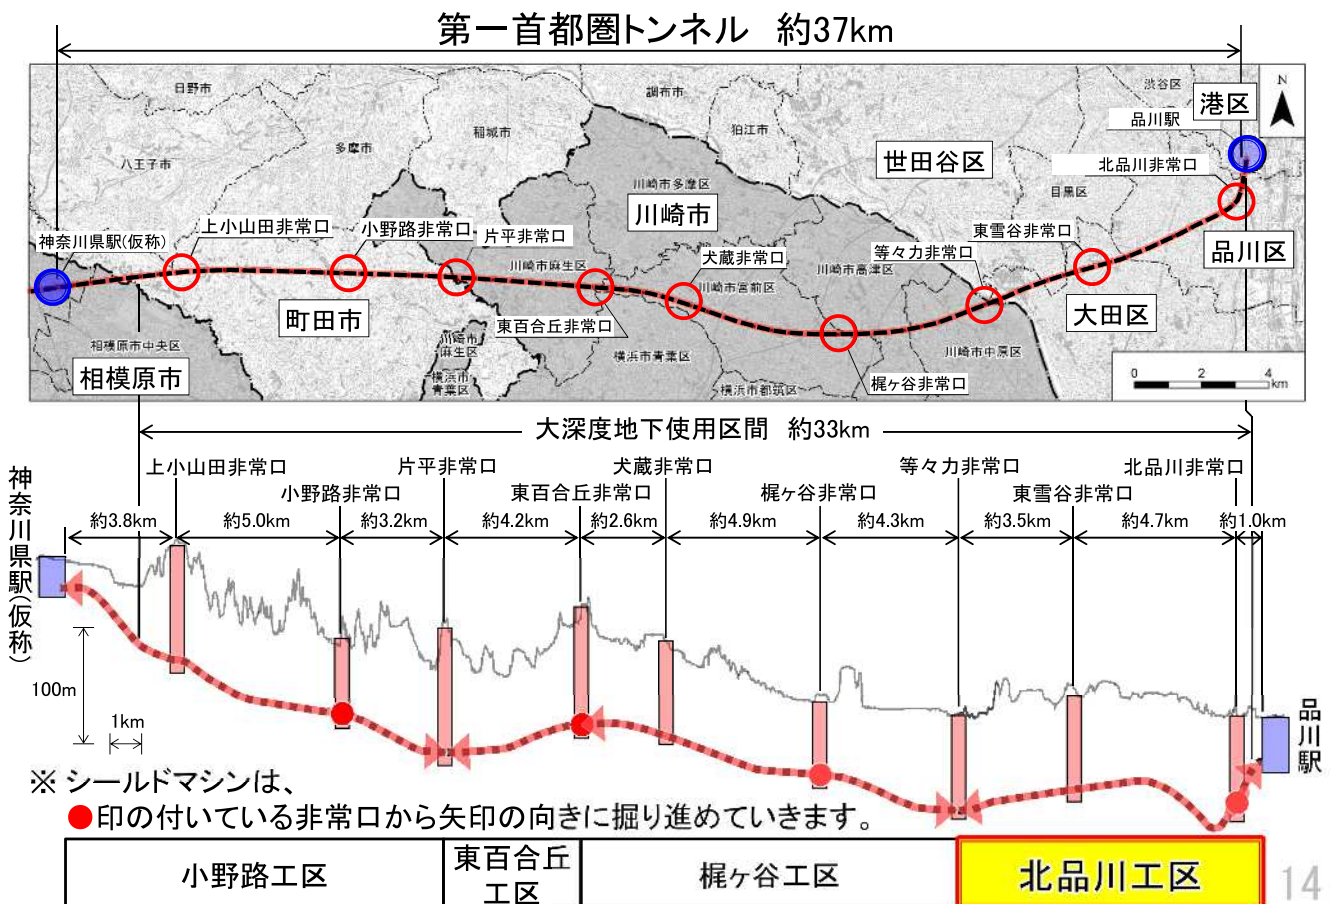 第一首都圏トンネル 約37km
日野市
調布市
渋谷区
港区
N
品川駅
稲城市
狛江市
多摩市
八王子市
世田谷区
北品川非常口
川崎市多摩区
目黒区
川崎市
上小山田非常口
小野路非常口
片平非常口
東雪谷非常口
神奈川県駅(仮称)
品川区
等々力非常口
犬蔵非常口
川崎市麻生区
川崎市高津区
川崎市宮前区
町田市
東百合丘非常口
大田区
相模原市中央区
川崎市
麻生区
横浜市青葉区
川崎市中原区
相模原市
横浜市
青葉区
横浜市都筑区
梶ヶ谷非常口
0 2 4
km
大深度地下使用区間 約33km
神奈川県駅(仮称)
上小山田非常口
片平非常口
犬蔵非常口
等々力非常口
北品川非常口
小野路非常口
東百合丘非常口
梶ヶ谷非常口
東雪谷非常口
約3.8km 約5.0km 約3.2km 約4.2km 約2.6km 約4.9km 約4.3km 約3.5km 約4.7km 約1.0km
100m
1km
品川駅
※ シールドマシンは、
●印の付いている非常口から矢印の向きに掘り進めていきます。
小野路工区
東百合丘
工区
梶ヶ谷工区
北品川工区
14